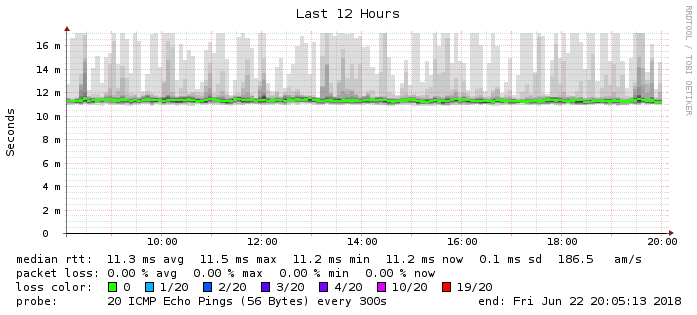 Last 12 Hours
RRDTOOL / TOBI OETIKER
Seconds
16 m
14 m
12 m
10 m
8 m
6 m
4 m
2 m
0
10:00 12:00 14:00 16:00 18:00 20:00
median rtt: 11.3 ms avg 11.5 ms max 11.2 ms min 11.2 ms now 0.1 ms sd 186.5 am/s
packet loss: 0.00 % avg 0.00 % max 0.00 % min 0.00 % now
loss color: 0 1/20 2/20 3/20 4/20 10/20 19/20
probe: 20 ICMP Echo Pings (56 Bytes) every 300s end: Fri Jun 22 20:05:13 2018